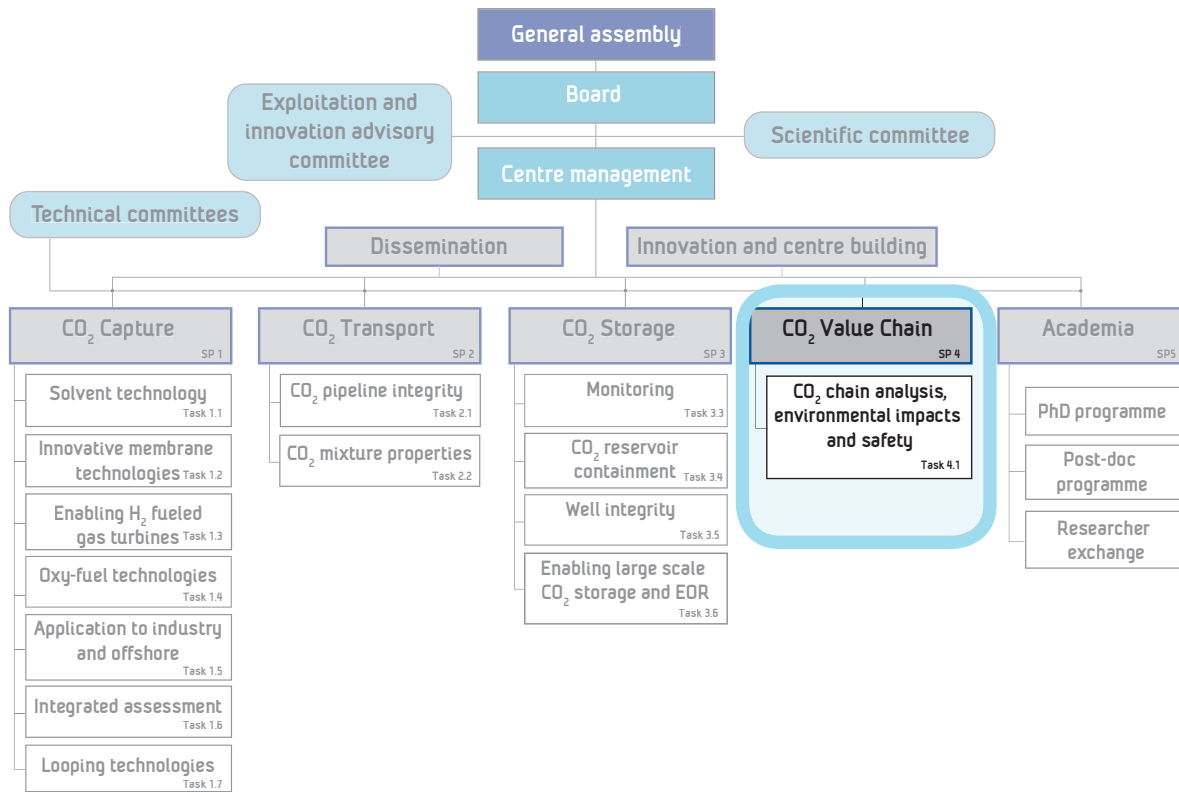 General assembly
Board
Exploitation and
innovation advisory
committee
Scientific committee
Centre management
Technical committees
Dissemination
Innovation and centre building
CO₂ Capture
SP 1
Solvent technology
Task 1.1
Innovative membrane
technologies Task 1.2
Enabling H₂ fueled
gas turbines Task 1.3
Oxy-fuel technologies
Task 1.4
Application to industry
and offshore
Task 1.5
Integrated assessment
Task 1.6
Looping technologies
Task 1.7
CO₂ Transport
SP 2
CO₂ pipeline integrity
Task 2.1
CO₂ mixture properties
Task 2.2
CO₂ Storage
SP 3
Monitoring
Task 3.3
CO₂ reservoir
containment Task 3.4
Well integrity
Task 3.5
Enabling large scale
CO₂ storage and EOR
Task 3.6
CO₂ Value Chain
SP 4
CO₂ chain analysis,
environmental impacts
and safety
Task 4.1
Academia
SP5
PhD programme
Post-doc
programme
Researcher
exchange